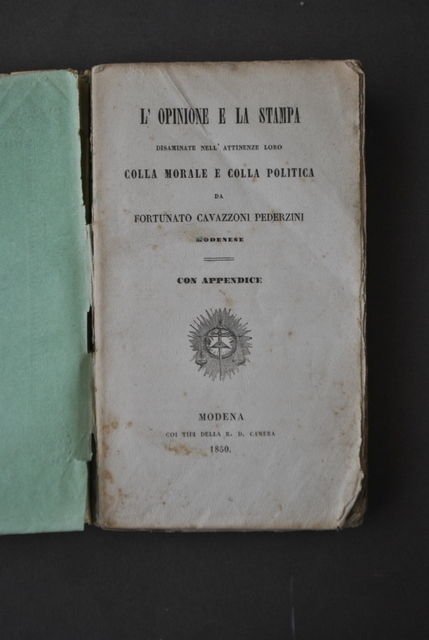 L' OPINIONE E LA STAMPA
DISAMINATE NELL' ATTINENZE LORO
COLLA MORALE E COLLA POLITICA
DA
FORTUNATO CAVAZZONI PEDERZINI
MODENESE
CON APPENDICE
MODENA
COI TIPI DELLA R. D. CAMERA
1850.